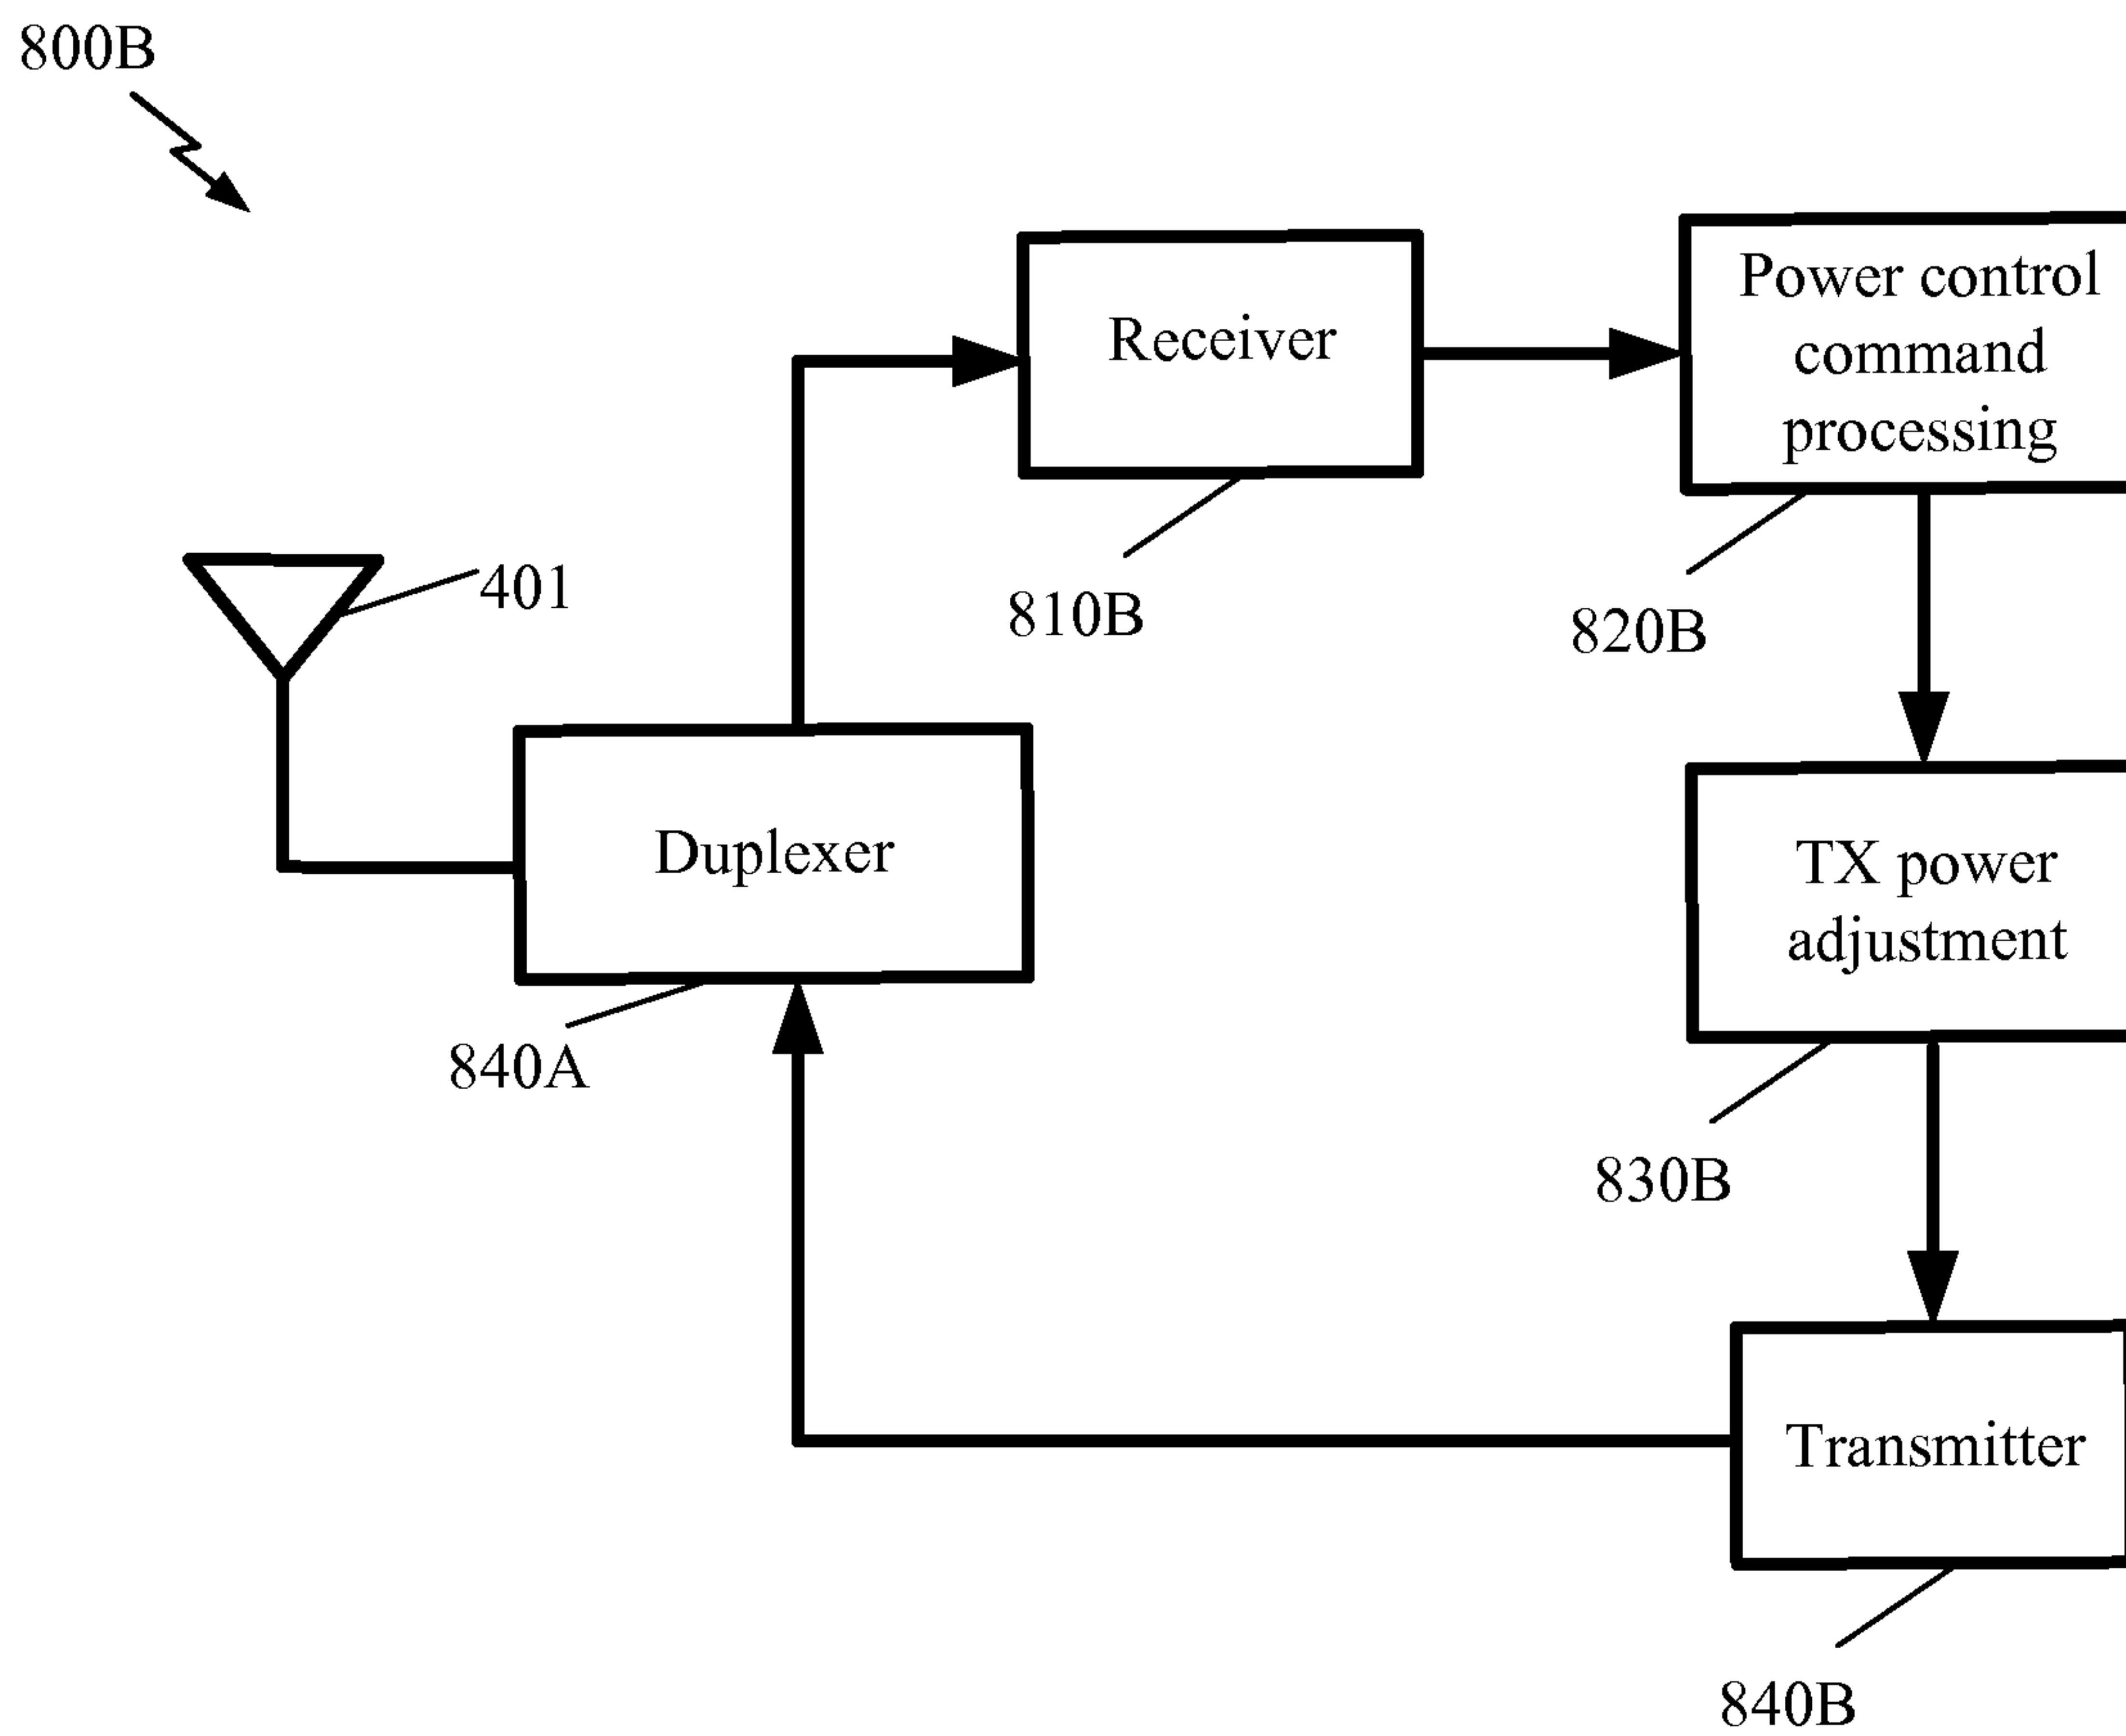 800B
Receiver
Power control
command
processing
401
810B
820B
Duplexer
TX power
adjustment
840A
830B
Transmitter
840B